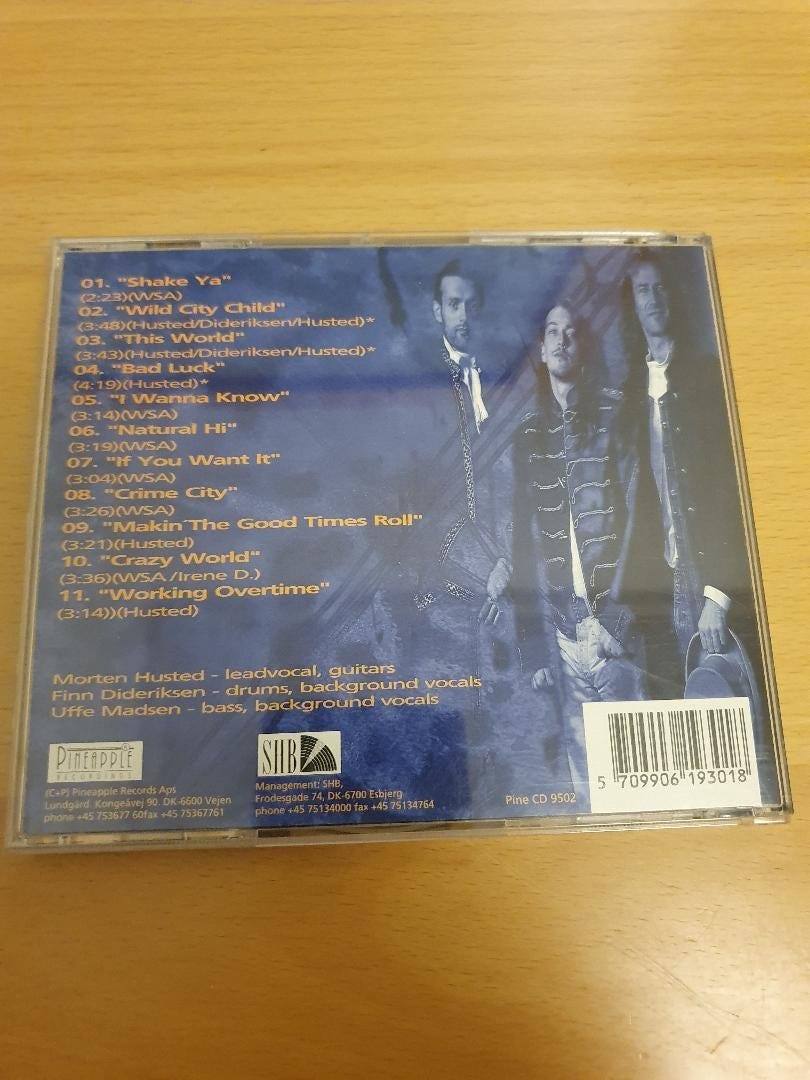 01. "Shake Ya"
(2:23)(WSA)
02. "Wild City Child"
(3:48)(Husted/Dideriksen/Husted)*
03. "This World"
(3:43)(Husted/Dideriksen/Husted)*
04. "Bad Luck"
(4:19)(Husted)*
05. "I Wanna Know"
(3:14)(WSA)
06. "Natural Hi"
(3:19)(WSA)
07. "If You Want It"
(3:04)(WSA)
08. "Crime City"
(3:26)(WSA)
09. "Makin´The Good Times Roll"
(3:21)(Husted)
10. "Crazy World"
(3:36)(WSA /Irene D.)
11. "Working Overtime"
(3:14))(Husted)
Morten Husted - leadvocal, guitars
Finn Dideriksen - drums, background vocals
Uffe Madsen - bass, background vocals
PINEAPPLE ®
RECORDINGS
(C+P) Pineapple Records Aps
Lundgård. Kongeåvej 90. DK-6600 Vejen
phone +45 753677 60fax +45 75367761
SHB
Management: SHB,
Frodesgade 74, DK-6700 Esbjerg
phone +45 75134000 fax +45 75134764
Pine CD 9502
5 709906 193018